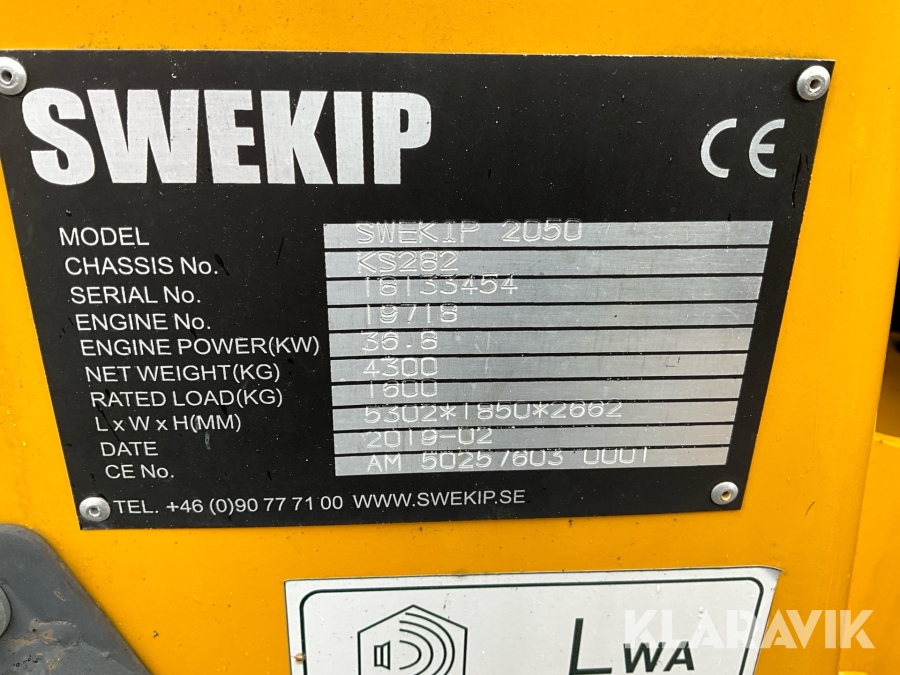 SWEKIP
CE
MODEL SWEKIP 2050
CHASSIS No. KS282
SERIAL No. 18133454
ENGINE No. 19718
ENGINE POWER(KW) 36.8
NET WEIGHT(KG) 4300
RATED LOAD(KG) 1600
L x W x H(MM) 5302*1850*2662
DATE 2019-02
CE No. AM 50257603 0001
TEL. +46 (0)90 77 71 00 WWW.SWEKIP.SE
LWA
KLARAVIK